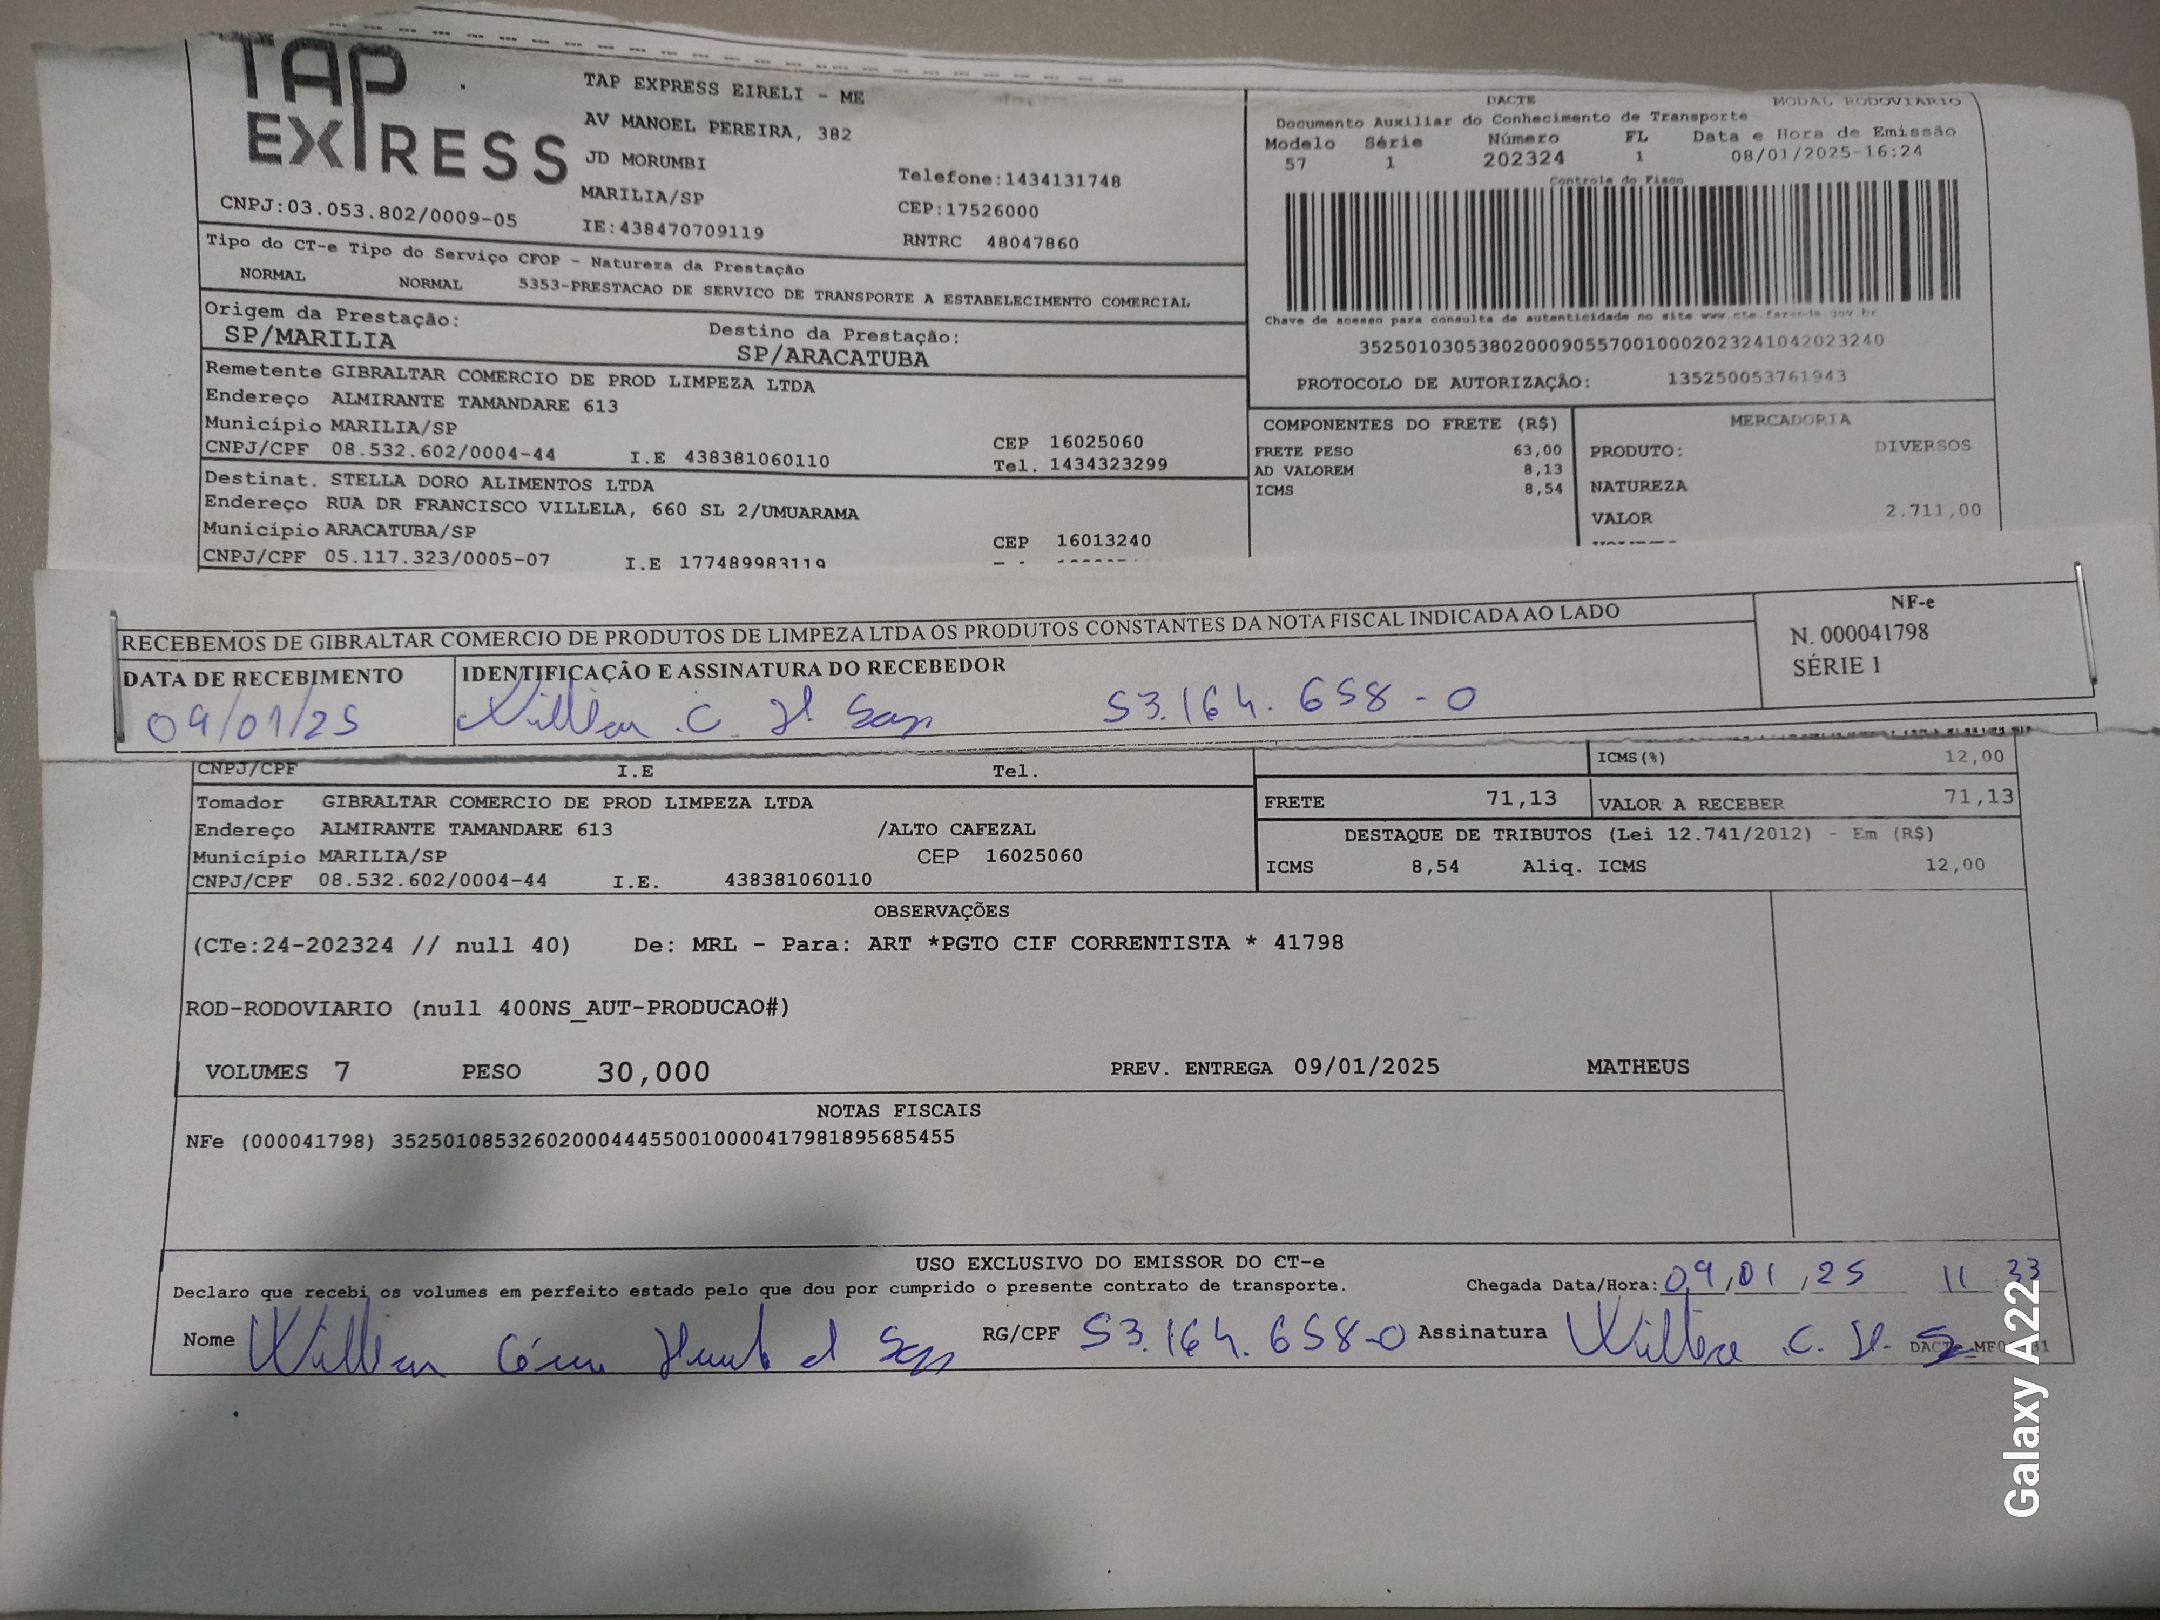 TAP EXPRESS
TAP EXPRESS EIRELI - ME
AV MANOEL PEREIRA, 382
JD MORUMBI
MARILIA/SP
IE:438470709119
Telefone:1434131748
CEP:17526000
RNTRC 48047860
CNPJ:03.053.802/0009-05
DACTE MODAL RODOVIARIO
Documento Auxiliar do Conhecimento de Transporte
Modelo Série Número FL Data e Hora de Emissão
57 1 202324 1 08/01/2025-16:24
Controle do Fisco
Chave de acesso para consulta de autenticidade no site www.cte.fazenda.gov.br
35250103053802000905570010002023241042023240
PROTOCOLO DE AUTORIZAÇÃO: 135250053761943
Tipo do CT-e Tipo do Serviço CFOP - Natureza da Prestação
NORMAL NORMAL 5353-PRESTACAO DE SERVICO DE TRANSPORTE A ESTABELECIMENTO COMERCIAL
Origem da Prestação: Destino da Prestação:
SP/MARILIA SP/ARACATUBA
Remetente GIBRALTAR COMERCIO DE PROD LIMPEZA LTDA
Endereço ALMIRANTE TAMANDARE 613
Município MARILIA/SP CEP 16025060
CNPJ/CPF 08.532.602/0004-44 I.E 438381060110 Tel. 1434323299
Destinat. STELLA DORO ALIMENTOS LTDA
Endereço RUA DR FRANCISCO VILLELA, 660 SL 2/UMUARAMA
Município ARACATUBA/SP CEP 16013240
CNPJ/CPF 05.117.323/0005-07 I.E 177489983119
COMPONENTES DO FRETE (R$)
FRETE PESO 63,00
AD VALOREM 8,13
ICMS 8,54
MERCADORIA
PRODUTO: DIVERSOS
NATUREZA
VALOR 2.711,00
RECEBEMOS DE GIBRALTAR COMERCIO DE PRODUTOS DE LIMPEZA LTDA OS PRODUTOS CONSTANTES DA NOTA FISCAL INDICADA AO LADO
NF-e
N. 000041798
SÉRIE 1
DATA DE RECEBIMENTO IDENTIFICAÇÃO E ASSINATURA DO RECEBEDOR
09/01/25 53.164.658-0
CNPJ/CPF I.E Tel.
ICMS(%) 12,00
Tomador GIBRALTAR COMERCIO DE PROD LIMPEZA LTDA
Endereço ALMIRANTE TAMANDARE 613 /ALTO CAFEZAL
Município MARILIA/SP CEP 16025060
CNPJ/CPF 08.532.602/0004-44 I.E. 438381060110
FRETE 71,13 VALOR A RECEBER 71,13
DESTAQUE DE TRIBUTOS (Lei 12.741/2012) - Em (R$)
ICMS 8,54 Aliq. ICMS 12,00
OBSERVAÇÕES
(CTe:24-202324 // null 40) De: MRL - Para: ART *PGTO CIF CORRENTISTA * 41798
ROD-RODOVIARIO (null 400NS_AUT-PRODUCAO#)
VOLUMES 7 PESO 30,000 PREV. ENTREGA 09/01/2025 MATHEUS
NOTAS FISCAIS
NFe (000041798) 35250108532602000444550010000417981895685455
USO EXCLUSIVO DO EMISSOR DO CT-e
Declaro que recebi os volumes em perfeito estado pelo que dou por cumprido o presente contrato de transporte. Chegada Data/Hora: 09/01/25 11:33
Nome RG/CPF 53.164.658-0 Assinatura
Galaxy A22